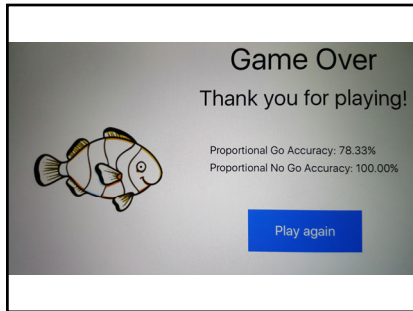 Game Over
Thank you for playing!
Proportional Go Accuracy: 78.33%
Proportional No Go Accuracy: 100.00%
Play again